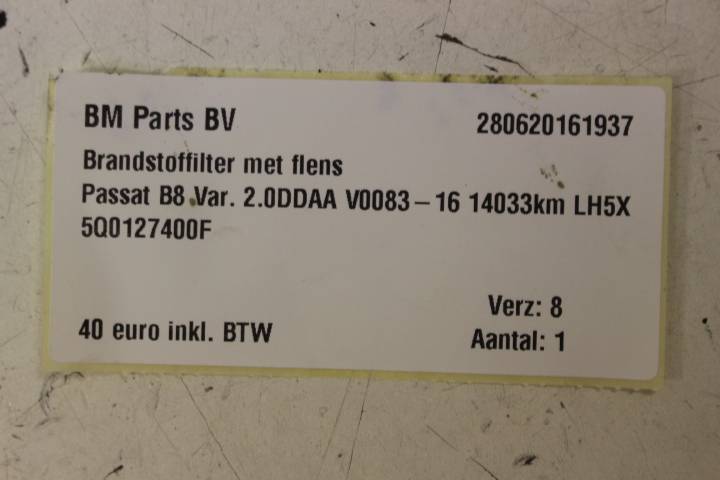 BM Parts BV 280620161937
Brandstoffilter met flens
Passat B8 Var. 2.0DDAA V0083-16 14033km LH5X
5Q0127400F
Verz: 8
40 euro inkl. BTW Aantal: 1